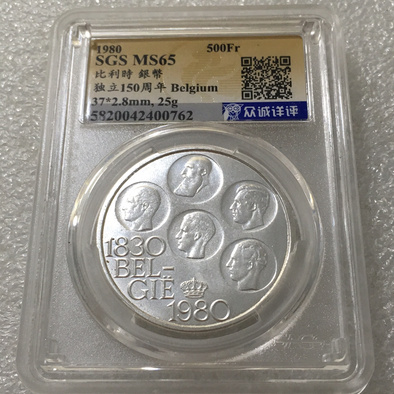 1980
SGS MS65 500Fr
比利時 銀幣
独立150周年 Belgium
37*2.8mm, 25g
5820042400762
众诚详评
1830
BEL-
GIË
1980